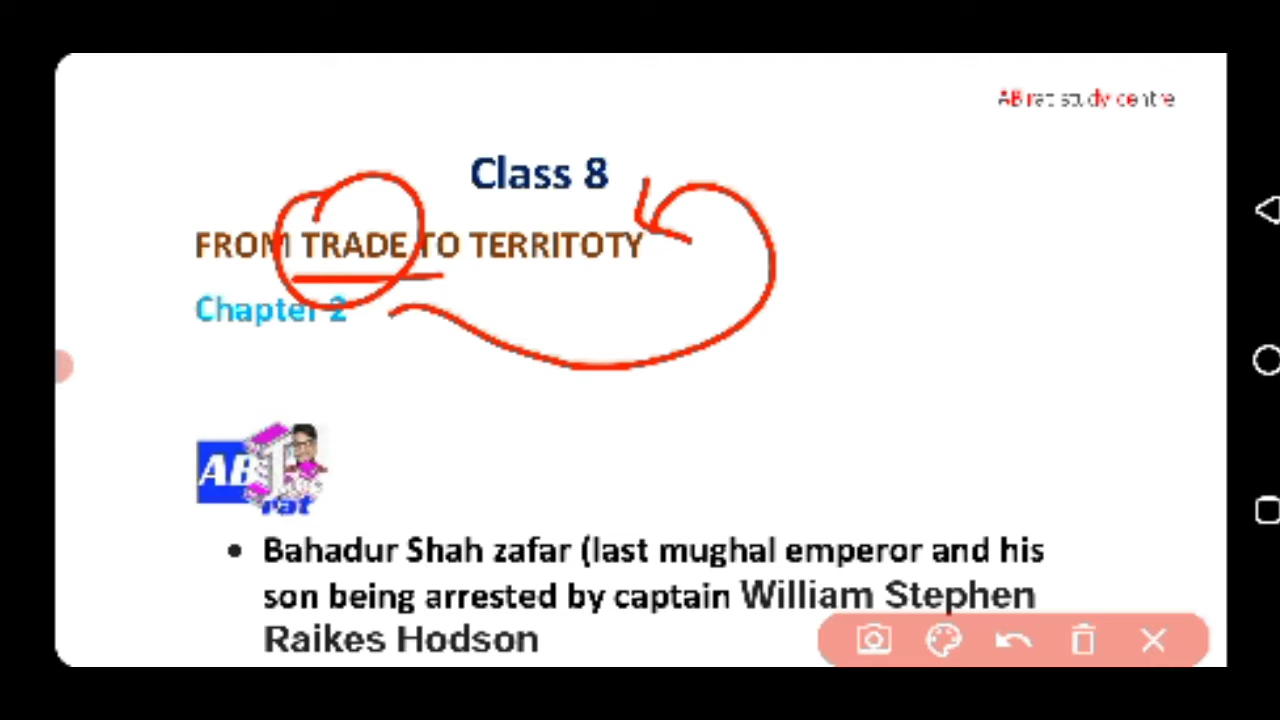 AB rat study centre
Class 8
FROM TRADE TO TERRITOTY
Chapter 2
AB
rat
Bahadur Shah zafar (last mughal emperor and his
son being arrested by captain William Stephen
Raikes Hodson